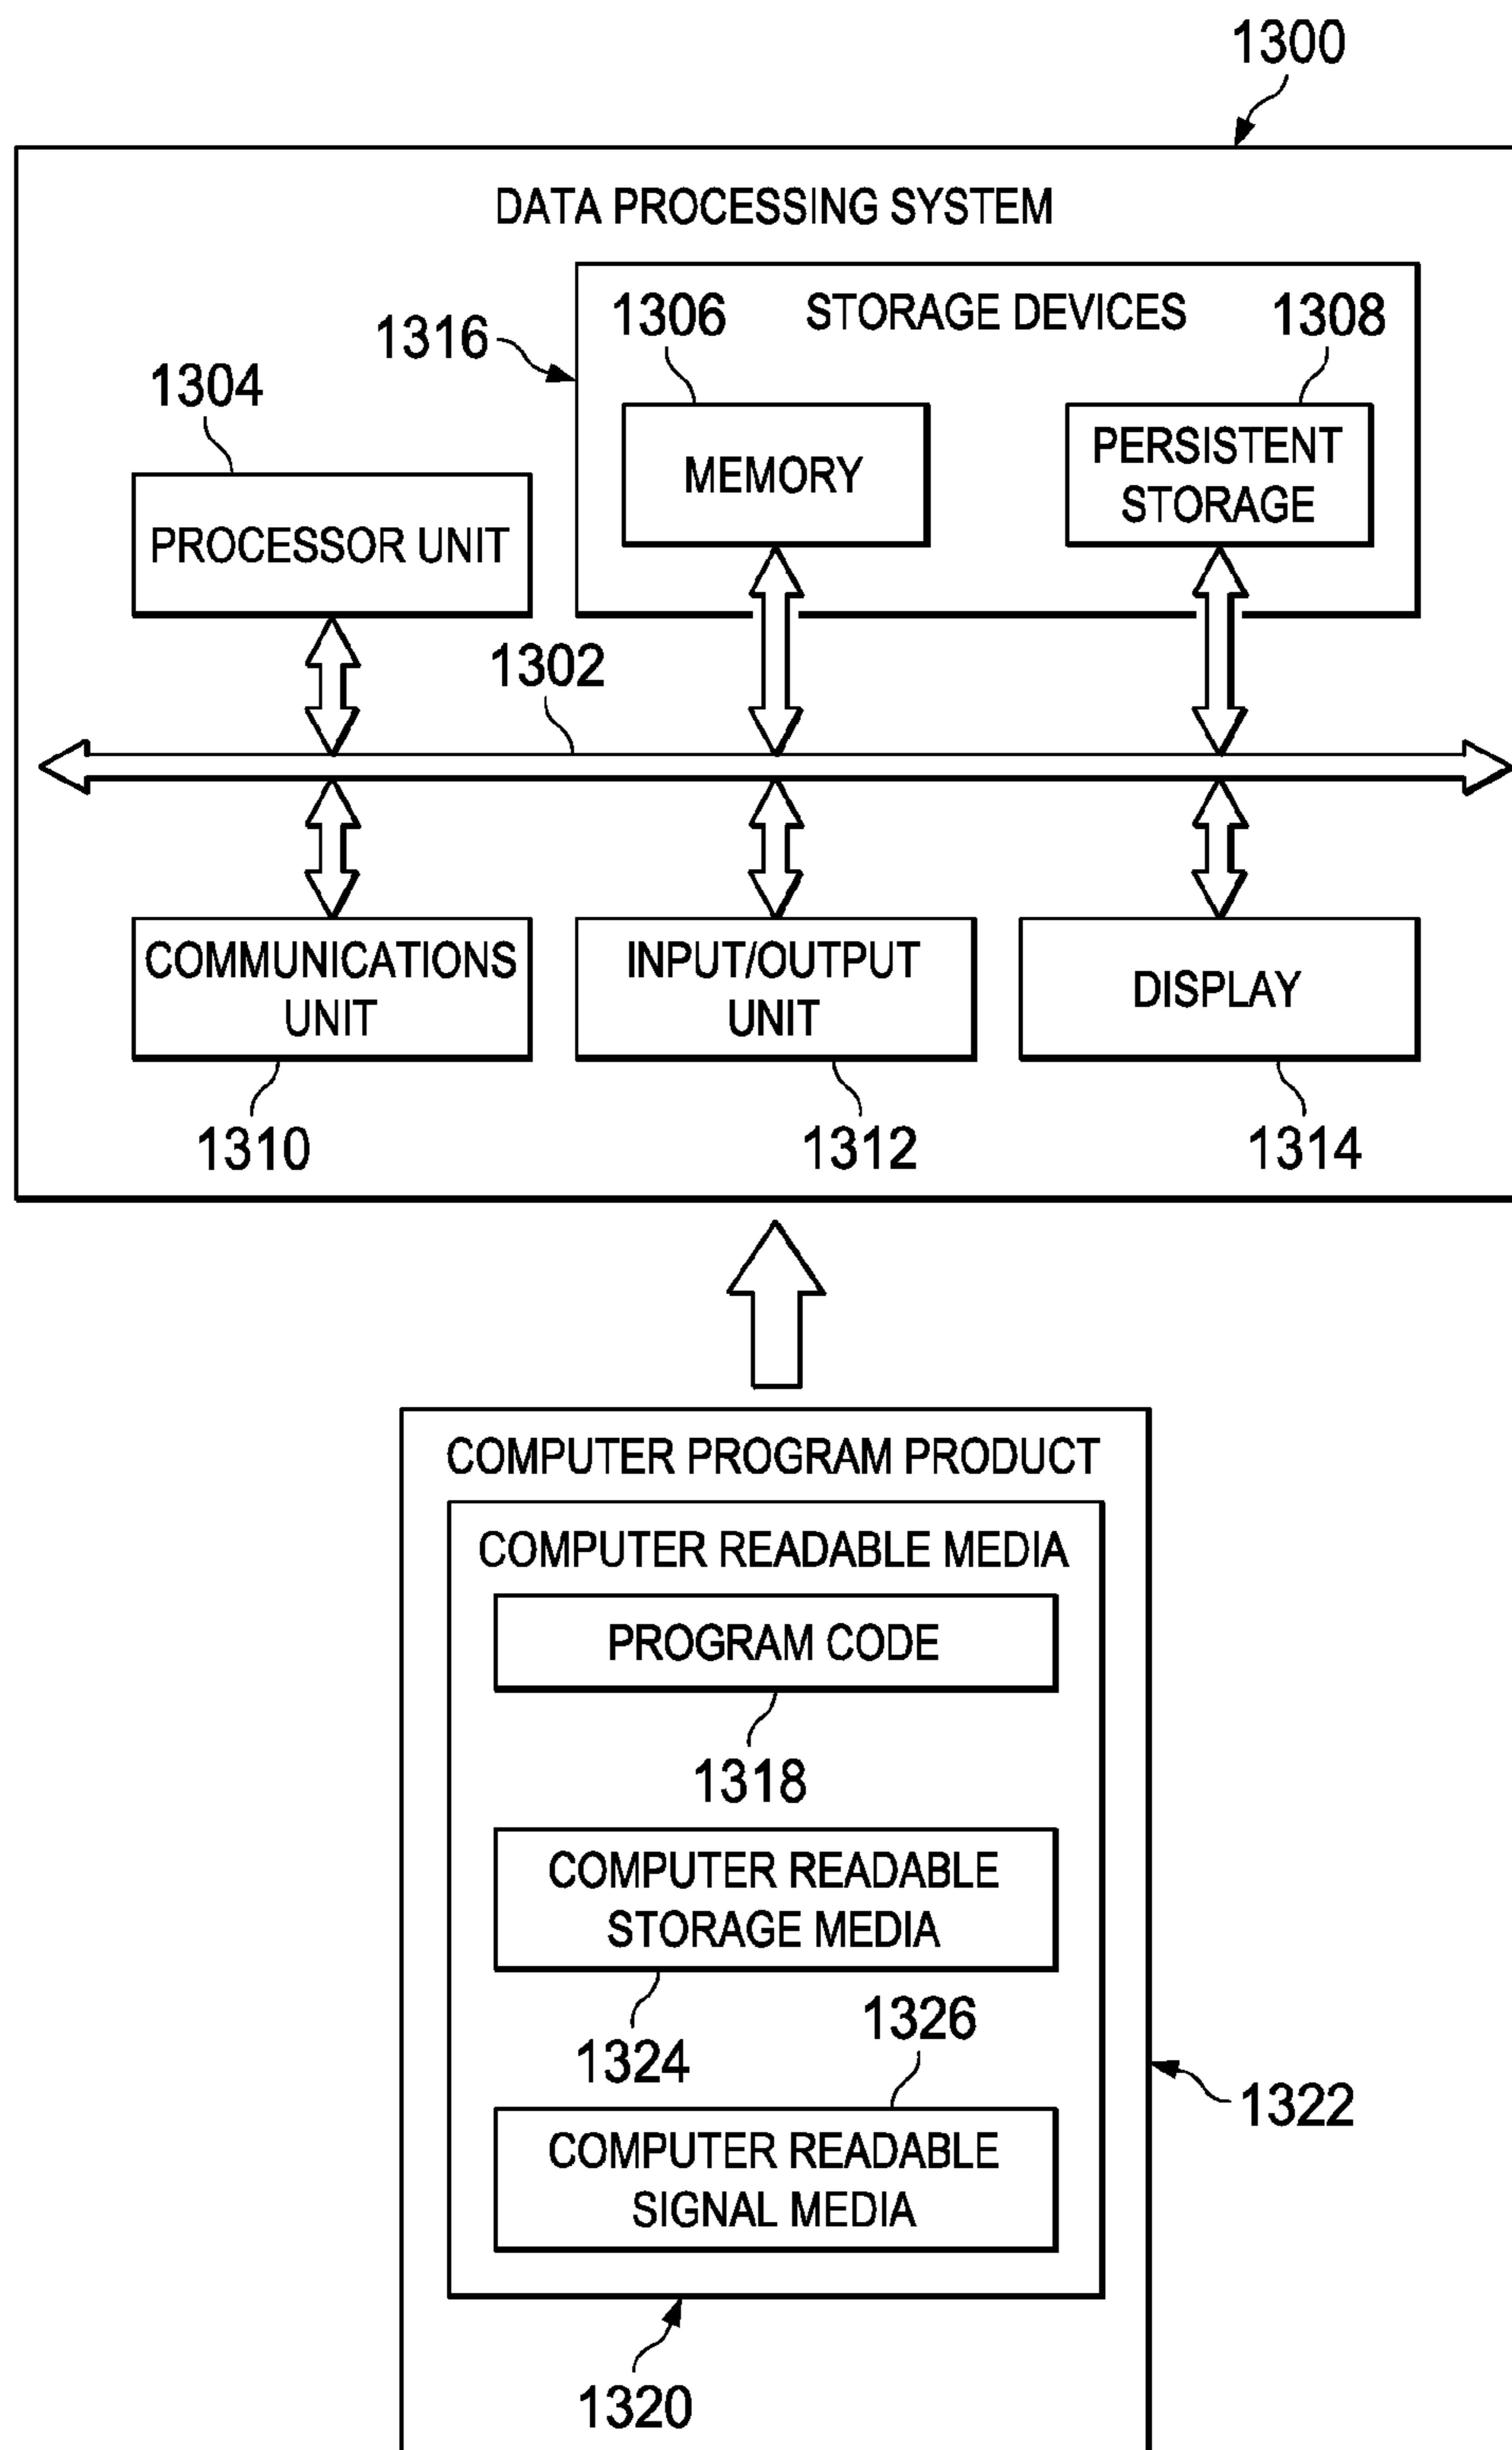 1300
DATA PROCESSING SYSTEM
1306
STORAGE DEVICES
1308
1316
1304
MEMORY
PERSISTENT
STORAGE
PROCESSOR UNIT
1302
COMMUNICATIONS
UNIT
INPUT/OUTPUT
UNIT
DISPLAY
1310
1312
1314
COMPUTER PROGRAM PRODUCT
COMPUTER READABLE MEDIA
PROGRAM CODE
1318
COMPUTER READABLE
STORAGE MEDIA
1324
1326
1322
COMPUTER READABLE
SIGNAL MEDIA
1320